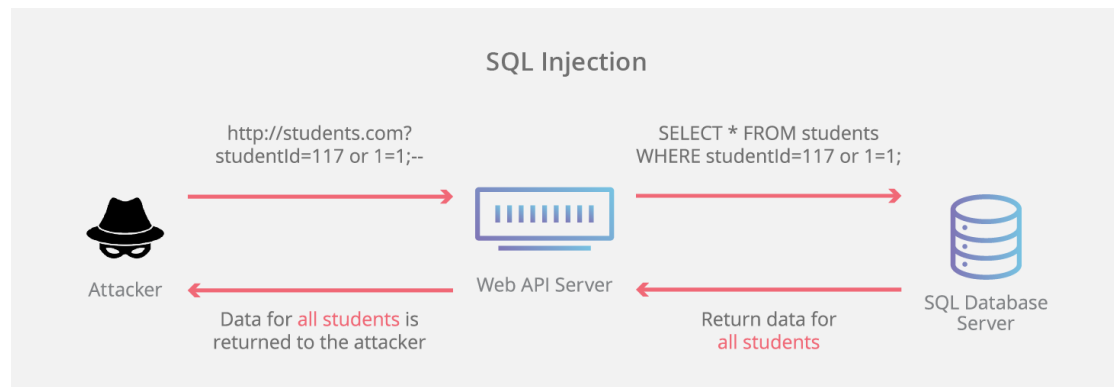 SQL Injection
http://students.com?
studentId=117 or 1=1;--
SELECT * FROM students
WHERE studentId=117 or 1=1;
Attacker
Web API Server
SQL Database
Server
Data for all students is
returned to the attacker
Return data for
all students